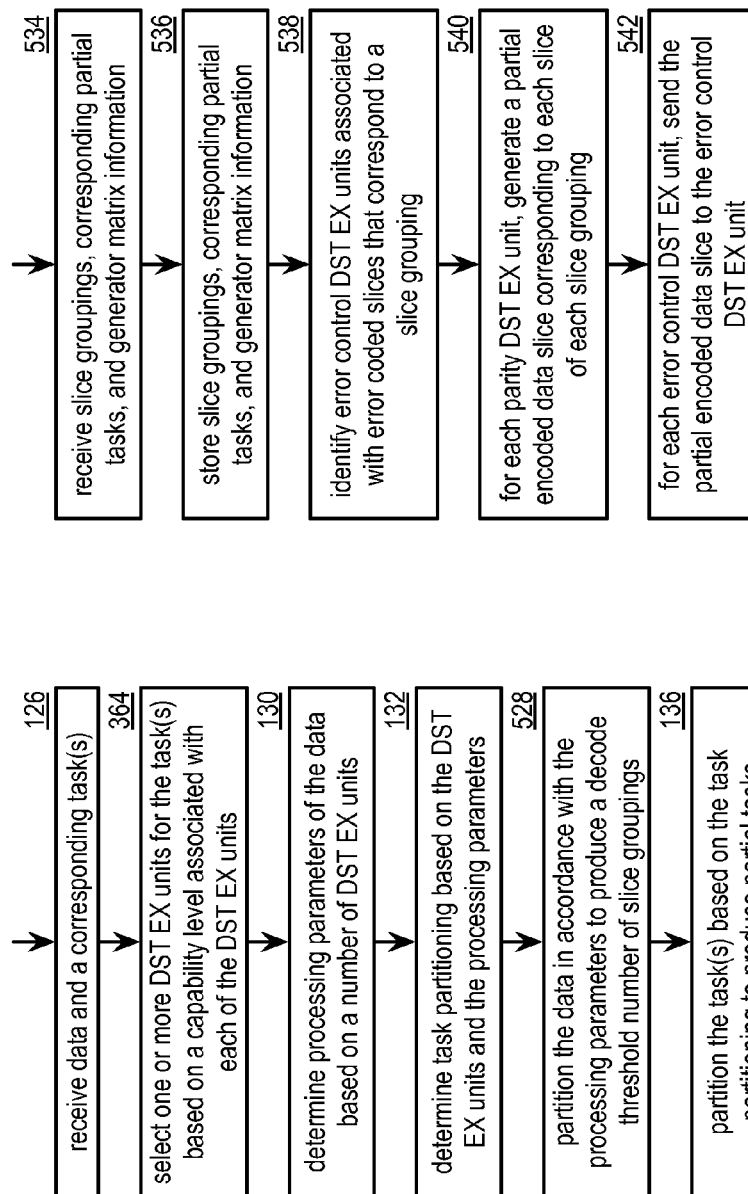 534
receive slice groupings, corresponding partial
tasks, and generator matrix information
536
store slice groupings, corresponding partial
tasks, and generator matrix information
538
identify error control DST EX units associated
with error coded slices that correspond to a
slice grouping
540
for each parity DST EX unit, generate a partial
encoded data slice corresponding to each slice
of each slice grouping
542
for each error control DST EX unit, send the
partial encoded data slice to the error control
DST EX unit
126
receive data and a corresponding task(s)
364
select one or more DST EX units for the task(s)
based on a capability level associated with
each of the DST EX units
130
determine processing parameters of the data
based on a number of DST EX units
132
determine task partitioning based on the DST
EX units and the processing parameters
528
partition the data in accordance with the
processing parameters to produce a decode
threshold number of slice groupings
136
partition the task(s) based on the task
partitioning to produce partial tasks